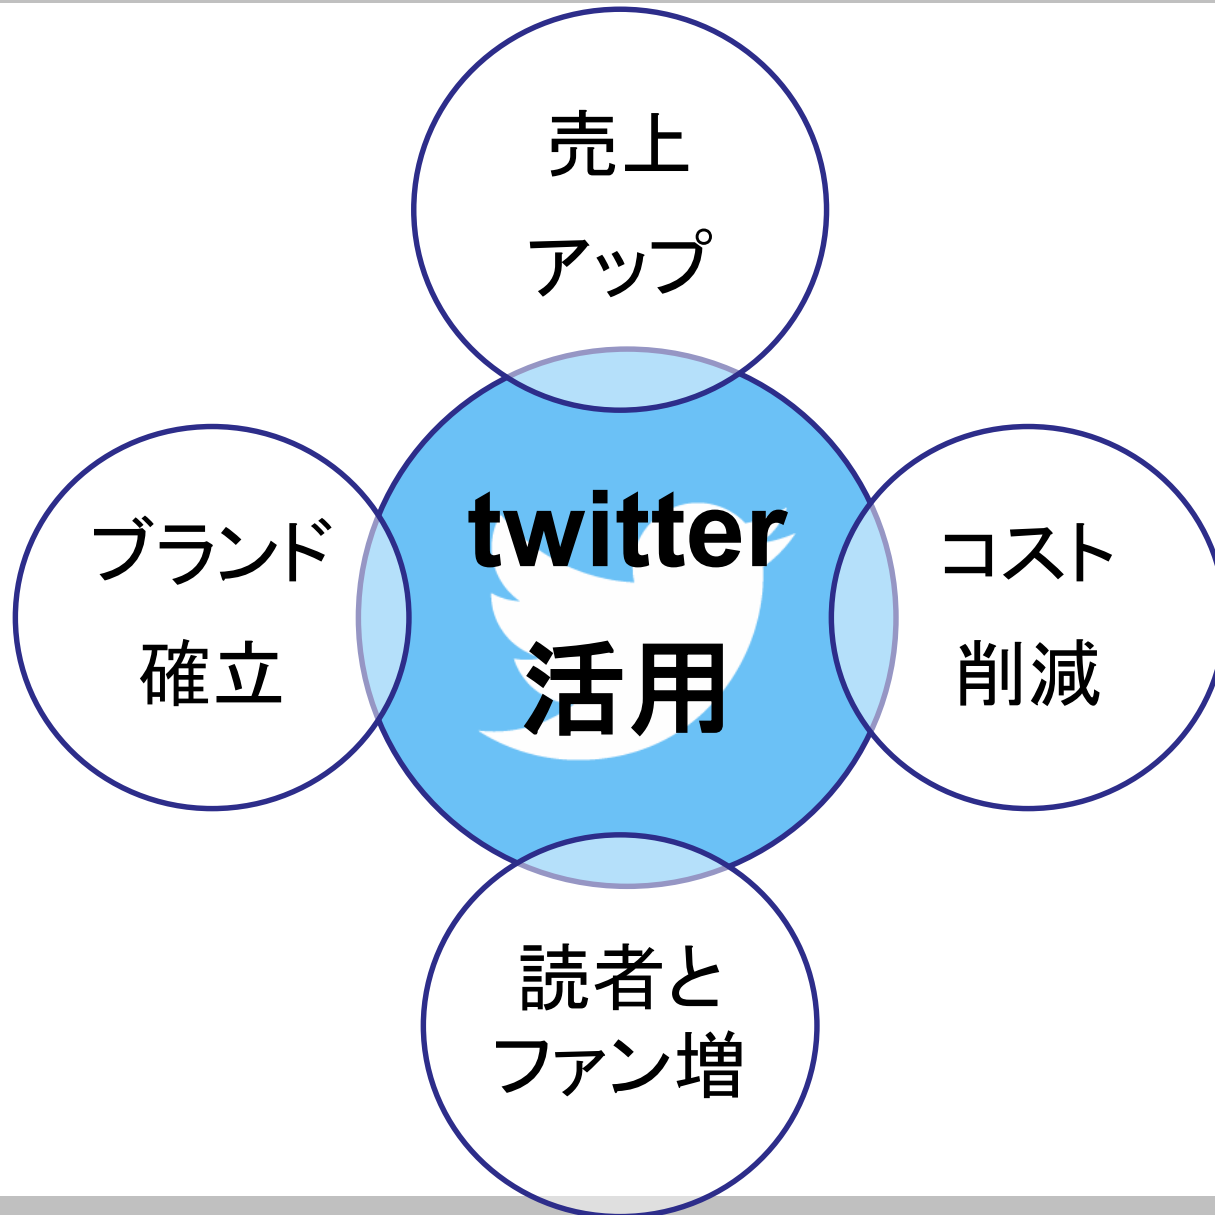 売上
アップ
ブランド
確立
twitter
活用
コスト
削減
読者と
ファン増